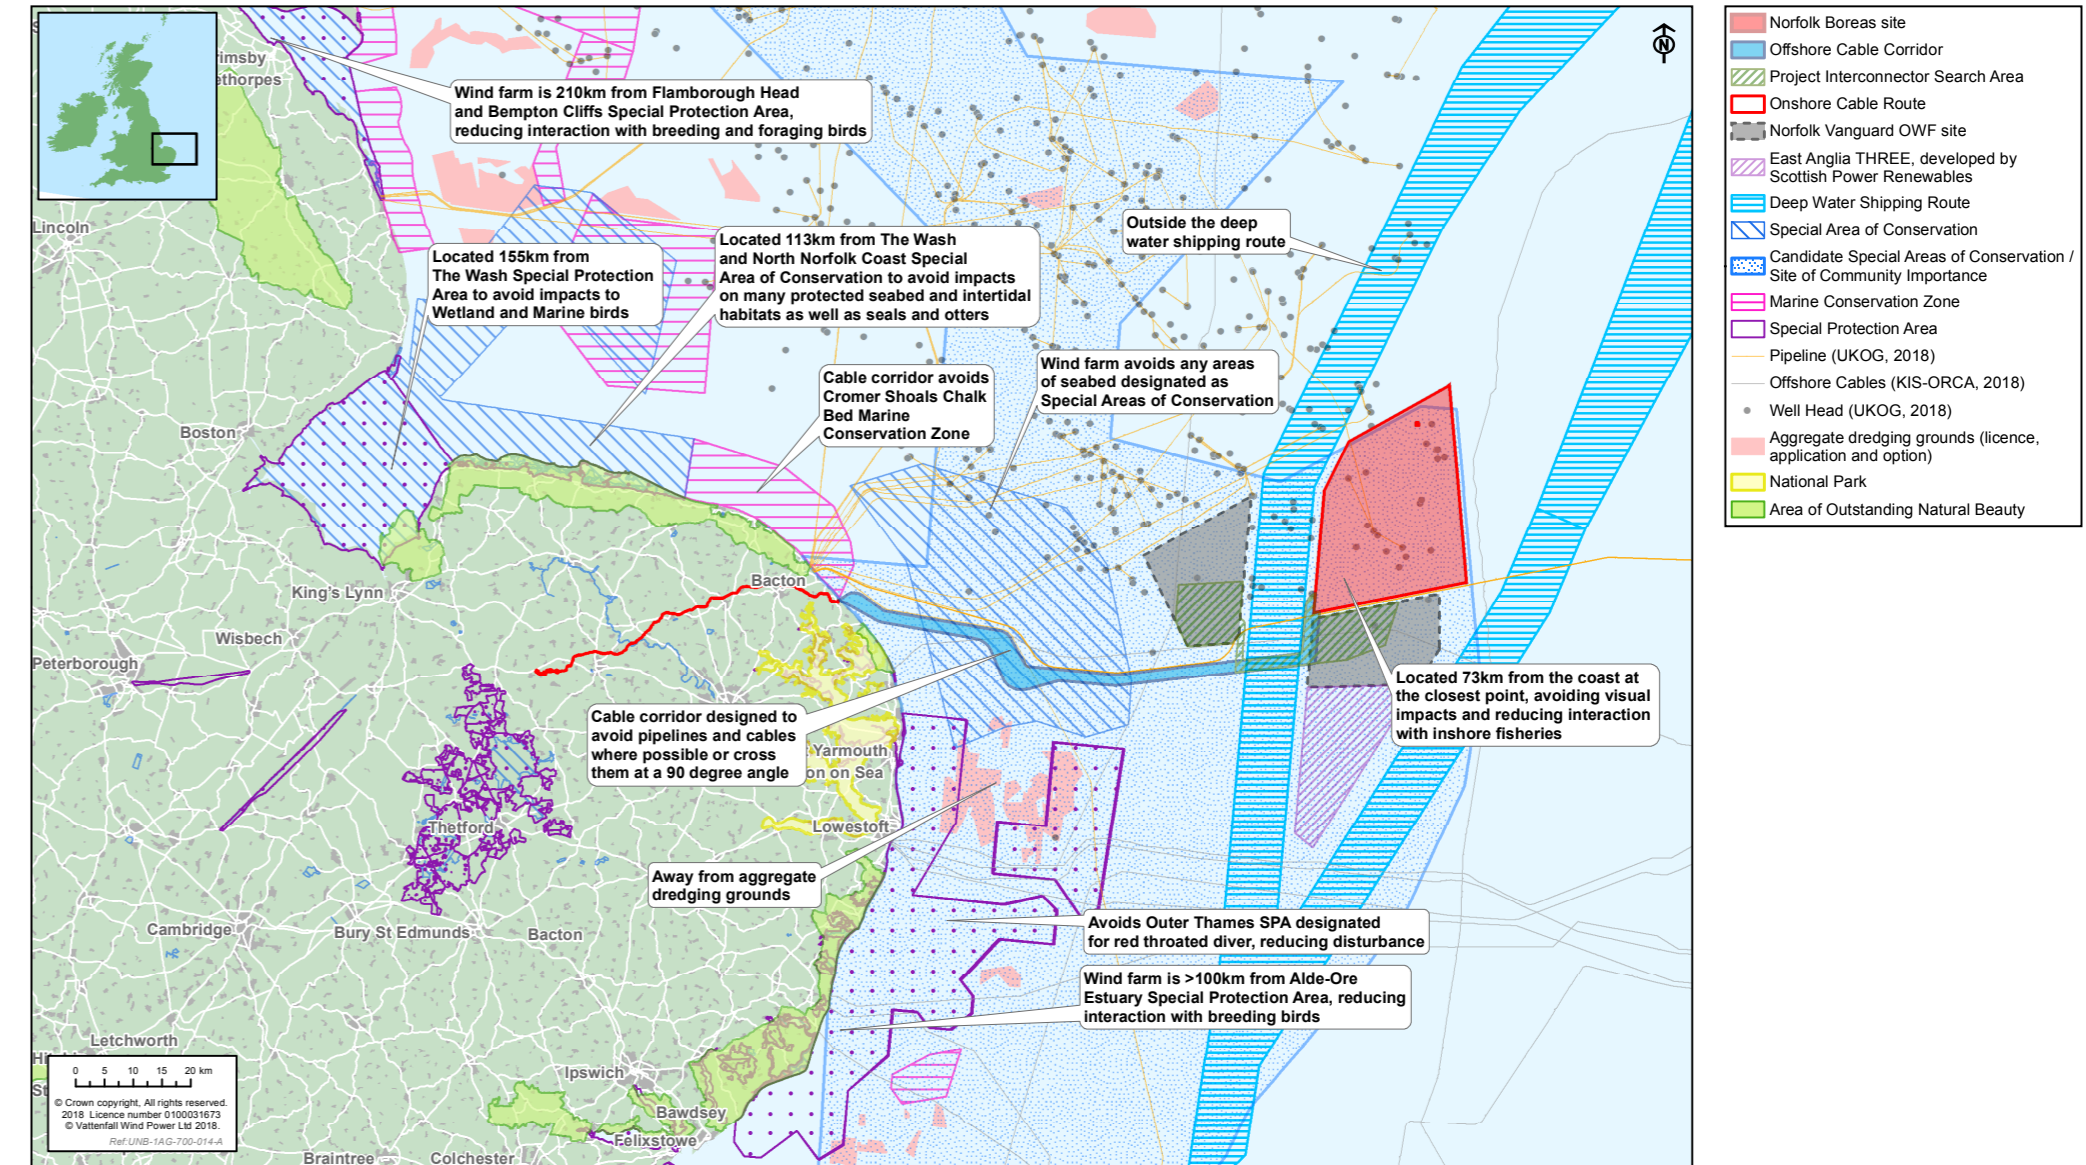 Grimsby
ethorpes
Wind farm is 210km from Flamborough Head
and Bempton Cliffs Special Protection Area,
reducing interaction with breeding and foraging birds
N
Lincoln
Located 155km from
The Wash Special Protection
Area to avoid impacts to
Wetland and Marine birds
Located 113km from The Wash
and North Norfolk Coast Special
Area of Conservation to avoid impacts
on many protected seabed and intertidal
habitats as well as seals and otters
Outside the deep
water shipping route
Cable corridor avoids
Cromer Shoals Chalk
Bed Marine
Conservation Zone
Wind farm avoids any areas
of seabed designated as
Special Areas of Conservation
Boston
King's Lynn
Bacton
Wisbech
Peterborough
Located 73km from the coast at
the closest point, avoiding visual
impacts and reducing interaction
with inshore fisheries
Cable corridor designed to
avoid pipelines and cables
where possible or cross
them at a 90 degree angle
Yarmouth
on on Sea
Thetford
Lowestoft
Away from aggregate
dredging grounds
Cambridge
Bury St Edmunds
Bacton
Avoids Outer Thames SPA designated
for red throated diver, reducing disturbance
Wind farm is >100km from Alde-Ore
Estuary Special Protection Area, reducing
interaction with breeding birds
Letchworth
Ipswich
Bawdsey
Felixstowe
Braintree
Colchester
0 5 10 15 20 km
© Crown copyright, All rights reserved.
2018 Licence number 0100031673
© Vattenfall Wind Power Ltd 2018.
Ref:UNB-1AG-700-014-A
Norfolk Boreas site
Offshore Cable Corridor
Project Interconnector Search Area
Onshore Cable Route
Norfolk Vanguard OWF site
East Anglia THREE, developed by
Scottish Power Renewables
Deep Water Shipping Route
Special Area of Conservation
Candidate Special Areas of Conservation /
Site of Community Importance
Marine Conservation Zone
Special Protection Area
Pipeline (UKOG, 2018)
Offshore Cables (KIS-ORCA, 2018)
Well Head (UKOG, 2018)
Aggregate dredging grounds (licence,
application and option)
National Park
Area of Outstanding Natural Beauty